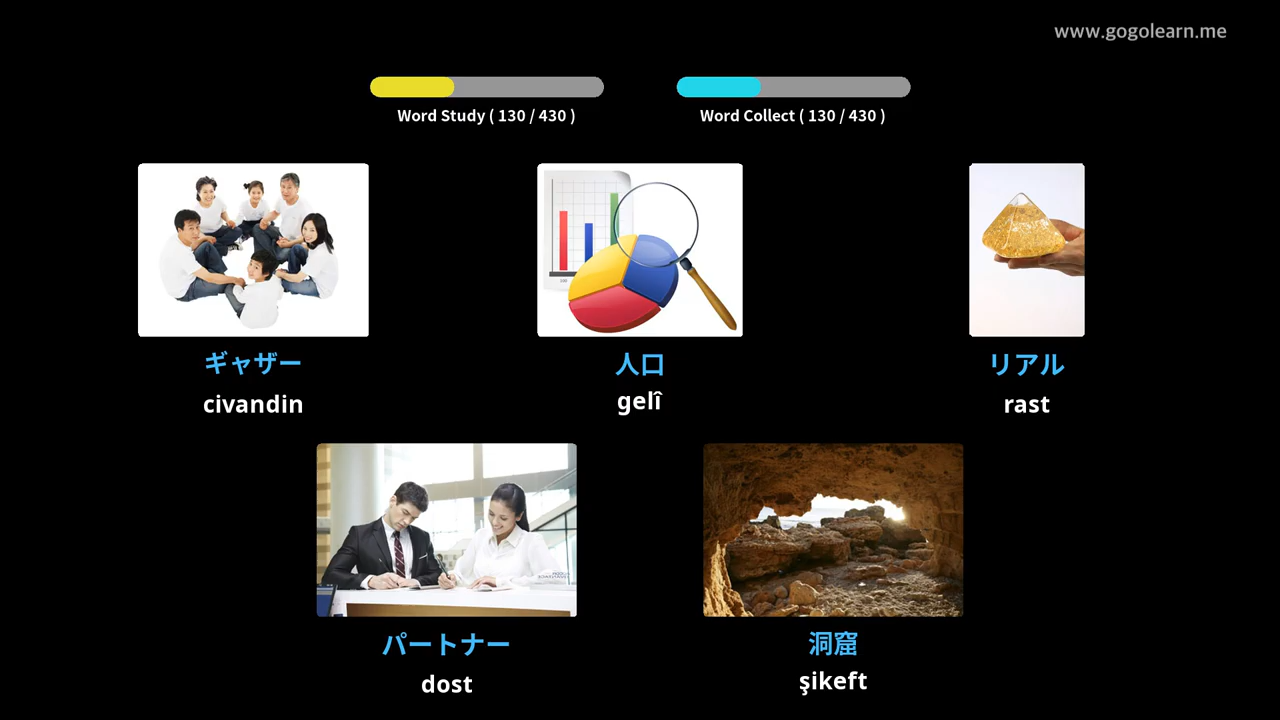 www.gogolearn.me
Word Study ( 130 / 430 )
Word Collect ( 130 / 430 )
ギャザー
civandin
人口
gelî
リアル
rast
パートナー
dost
洞窟
şikeft